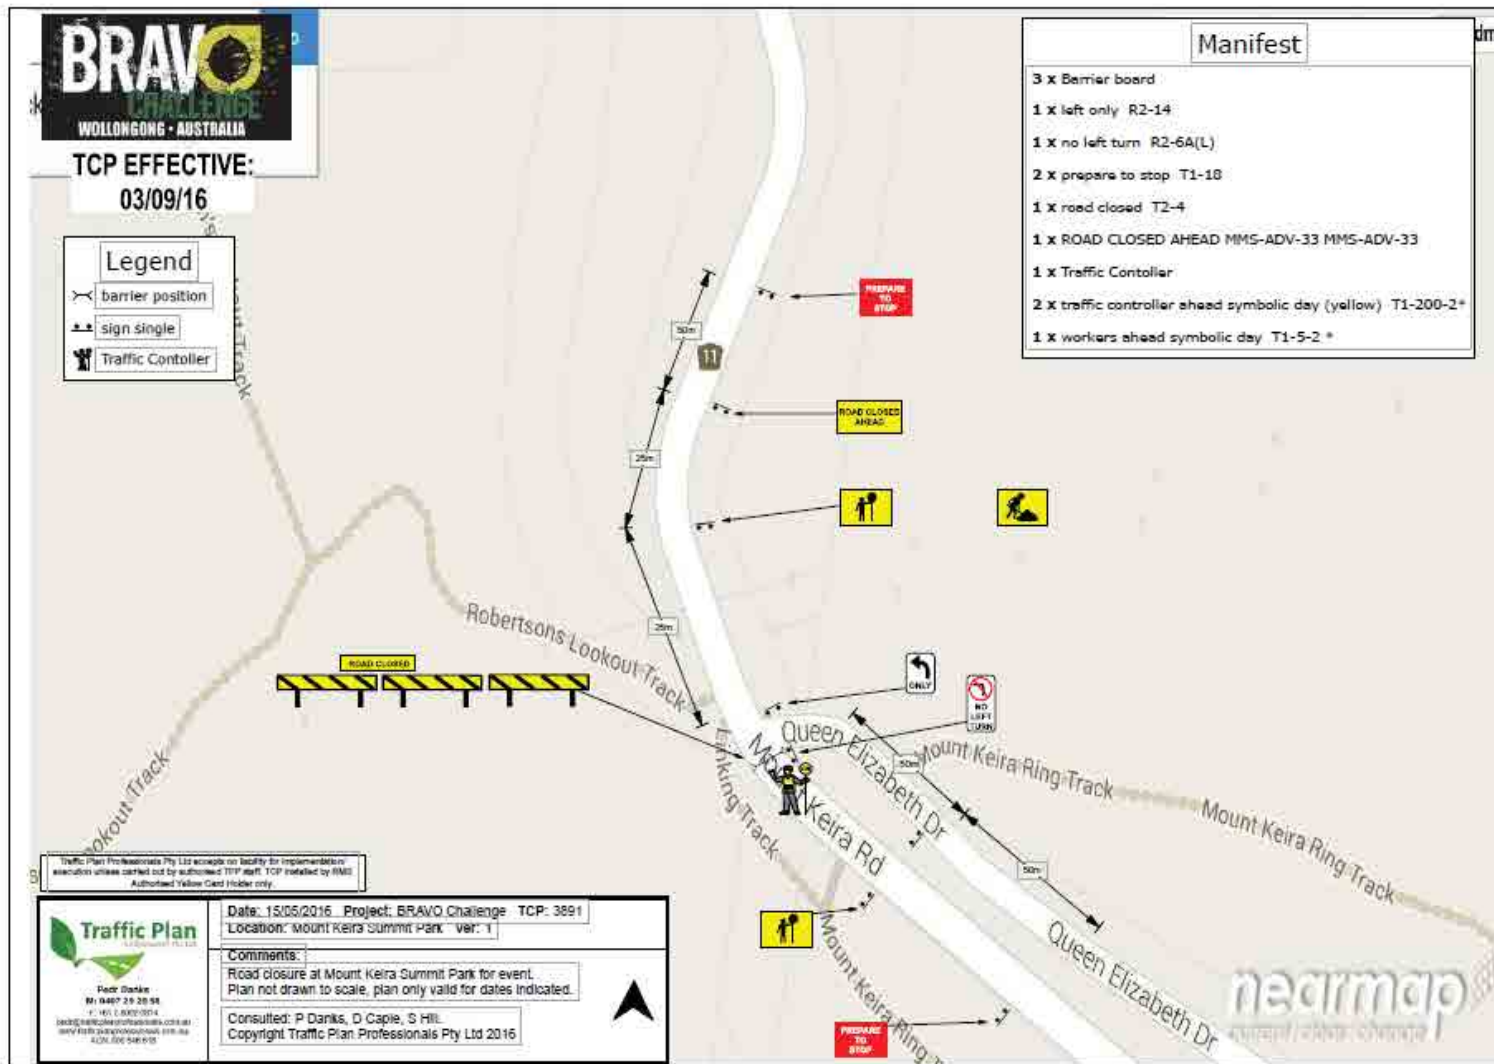 BRAVO
CHALLENGE
WOLLONGONG • AUSTRALIA
TCP EFFECTIVE:
03/09/16
Legend
barrier position
sign single
Traffic Contoller
Manifest
3 x Barrier board
1 x left only R2-14
1 x no left turn R2-6A(L)
2 x prepare to stop T1-18
1 x road closed T2-4
1 x ROAD CLOSED AHEAD MMS-ADV-33 MMS-ADV-33
1 x Traffic Contoller
2 x traffic controller ahead symbolic day (yellow) T1-200-2*
1 x workers ahead symbolic day T1-5-2 *
PREPARE
TO
STOP
50m
11
ROAD CLOSED
AHEAD
25m
25m
Robertsons Lookout Track
ROAD CLOSED
ONLY
NO
LEFT
TURN
Queen Elizabeth Dr
50m
Mount Keira Ring Track
Mount Keira Ring Track
Linking Track
Keira Rd
50m
Queen Elizabeth Dr
Mount Keira Ring
PREPARE
TO
STOP
ookout Track
Traffic Plan Professionals Pty Ltd accepts no liability for implementation/
execution unless carried out by authorised TPP staff. TCP installed by RMS
Authorised Yellow Card Holder only.
Traffic Plan
Pedr Danks
Date: 15/05/2016 Project: BRAVO Challenge TCP: 3891
Location: Mount Keira Summit Park Ver: 1
Comments:
Road closure at Mount Keira Summit Park for event.
Plan not drawn to scale, plan only valid for dates indicated.
Consulted: P Danks, D Caple, S Hill.
Copyright Traffic Plan Professionals Pty Ltd 2016
nearmap